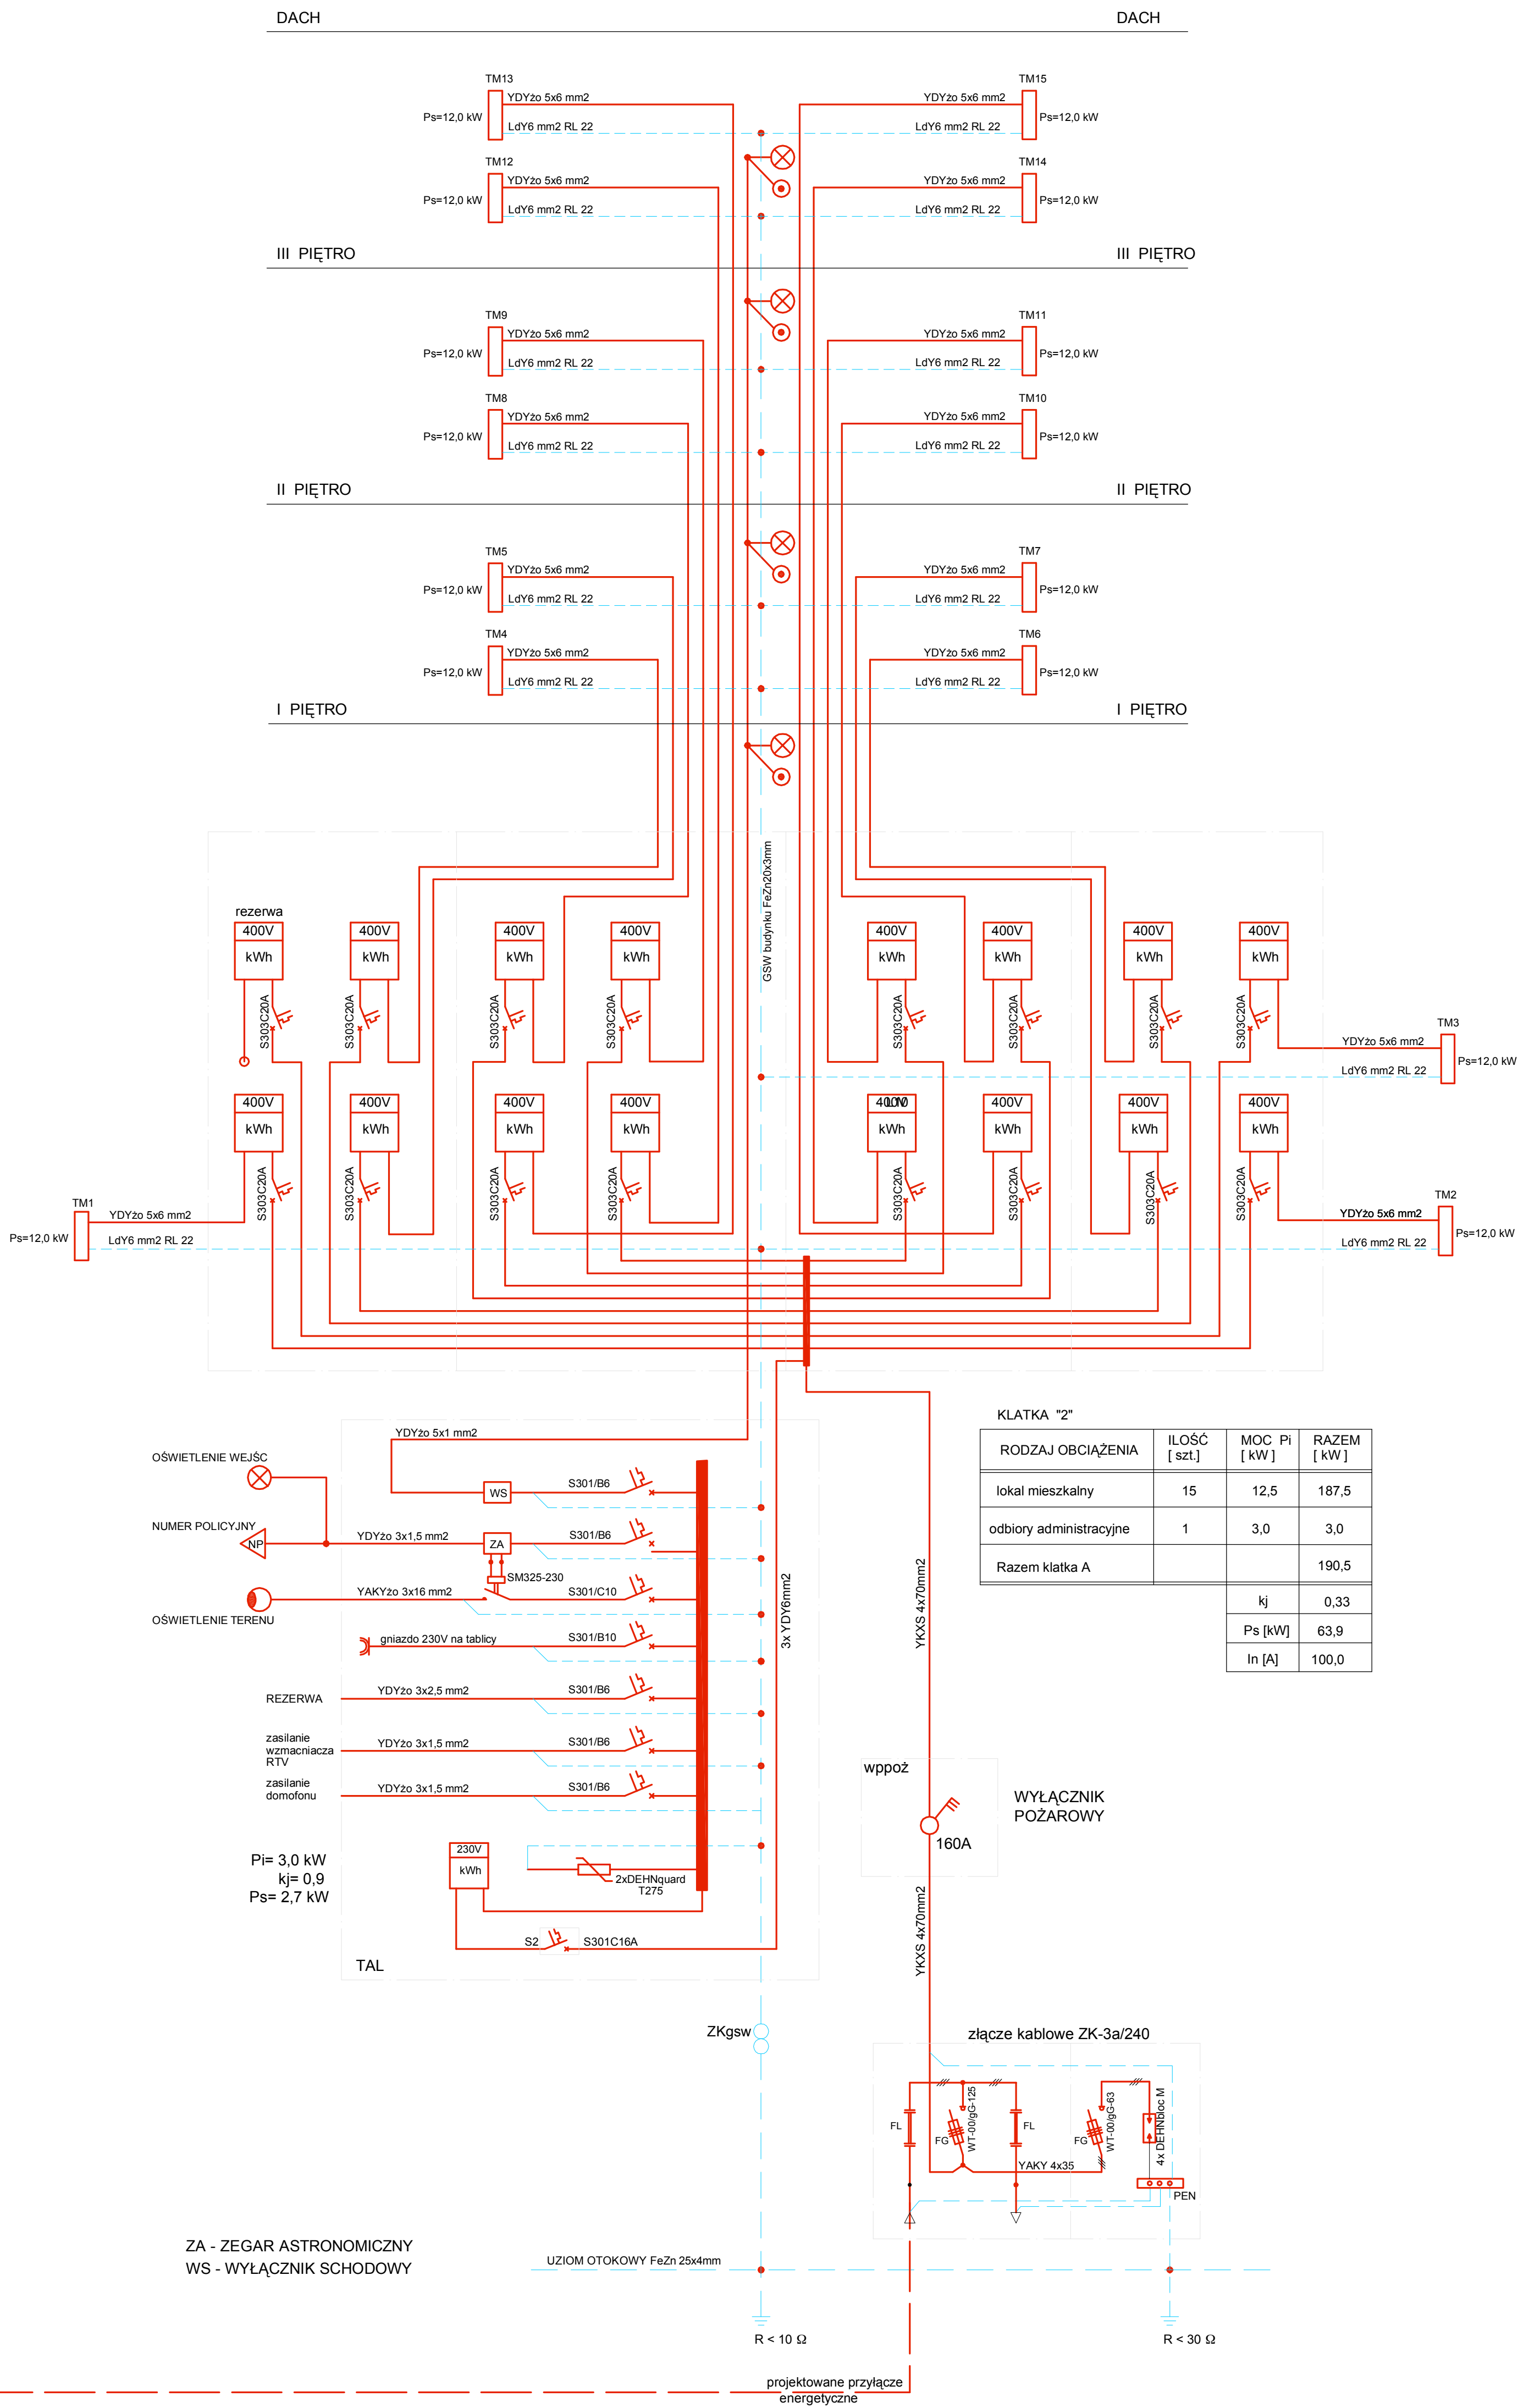 DACH
DACH
TM13
TM15
YDYżo 5x6 mm2
YDYżo 5x6 mm2
Ps=12,0 kW
Ps=12,0 kW
LdY6 mm2 RL 22
LdY6 mm2 RL 22
TM12
TM14
YDYżo 5x6 mm2
YDYżo 5x6 mm2
Ps=12,0 kW
Ps=12,0 kW
LdY6 mm2 RL 22
LdY6 mm2 RL 22
III PIĘTRO
III PIĘTRO
TM9
TM11
YDYżo 5x6 mm2
YDYżo 5x6 mm2
Ps=12,0 kW
Ps=12,0 kW
LdY6 mm2 RL 22
LdY6 mm2 RL 22
TM8
TM10
YDYżo 5x6 mm2
YDYżo 5x6 mm2
Ps=12,0 kW
Ps=12,0 kW
LdY6 mm2 RL 22
LdY6 mm2 RL 22
II PIĘTRO
II PIĘTRO
TM5
TM7
YDYżo 5x6 mm2
YDYżo 5x6 mm2
Ps=12,0 kW
Ps=12,0 kW
LdY6 mm2 RL 22
LdY6 mm2 RL 22
TM4
TM6
YDYżo 5x6 mm2
YDYżo 5x6 mm2
Ps=12,0 kW
Ps=12,0 kW
LdY6 mm2 RL 22
LdY6 mm2 RL 22
I PIĘTRO
I PIĘTRO
GSW budynku FeZn20x3mm
rezerwa
400V
400V
400V
400V
400V
400V
400V
400V
kWh
kWh
kWh
kWh
kWh
kWh
kWh
kWh
S303C20A
S303C20A
S303C20A
S303C20A
S303C20A
S303C20A
S303C20A
S303C20A
TM3
YDYżo 5x6 mm2
Ps=12,0 kW
LdY6 mm2 RL 22
400V
400V
400V
400V
400V
400V
400V
kWh
kWh
kWh
kWh
kWh
kWh
kWh
kWh
S303C20A
S303C20A
S303C20A
S303C20A
S303C20A
S303C20A
S303C20A
S303C20A
TM1
YDYżo 5x6 mm2
Ps=12,0 kW
LdY6 mm2 RL 22
TM2
YDYżo 5x6 mm2
Ps=12,0 kW
LdY6 mm2 RL 22
KLATKA "2"
RODZAJ OBCIĄŻENIA
ILOŚĆ
[ szt.]
MOC Pi
[ kW ]
RAZEM
[ kW ]
lokal mieszkalny
15
12,5
187,5
odbiory administracyjne
1
3,0
3,0
Razem klatka A
190,5
kj
0,33
Ps [kW]
63,9
In [A]
100,0
YDYżo 5x1 mm2
OŚWIETLENIE WEJŚC
WS
S301/B6
NUMER POLICYJNY
NP
YDYżo 3x1,5 mm2
ZA
S301/B6
SM325-230
YAKYżo 3x16 mm2
S301/C10
OŚWIETLENIE TERENU
gniazdo 230V na tablicy
S301/B10
REZERWA
YDYżo 3x2,5 mm2
S301/B6
zasilanie
wzmacniacza
RTV
YDYżo 3x1,5 mm2
S301/B6
zasilanie
domofonu
YDYżo 3x1,5 mm2
S301/B6
3x YDY6mm2
YKXS 4x70mm2
wppoż
WYŁĄCZNIK
POŻAROWY
160A
YKXS 4x70mm2
Pi= 3,0 kW
kj= 0,9
Ps= 2,7 kW
230V
kWh
2xDEHNquard
T275
S2
S301C16A
TAL
ZKgsw
złącze kablowe ZK-3a/240
FL
FG
WT-00/gG-125
FL
FG
WT-00/gG-63
4x DEHNbloc M
YAKY 4x35
PEN
ZA - ZEGAR ASTRONOMICZNY
WS - WYŁĄCZNIK SCHODOWY
UZIOM OTOKOWY FeZn 25x4mm
R < 10 Ω
R < 30 Ω
projektowane przyłącze
energetyczne